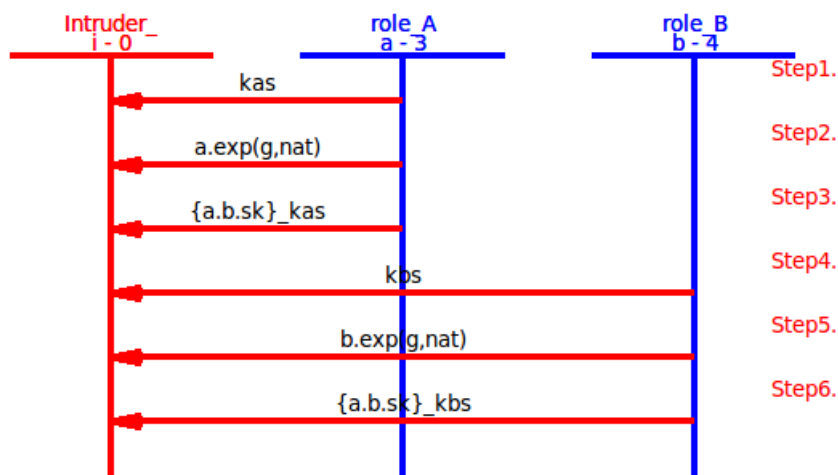 Intruder_
i - 0
role_A
a - 3
role_B
b - 4
Step1.
kas
Step2.
a.exp(g,nat)
Step3.
{a.b.sk}_kas
Step4.
kbs
Step5.
b.exp(g,nat)
Step6.
{a.b.sk}_kbs